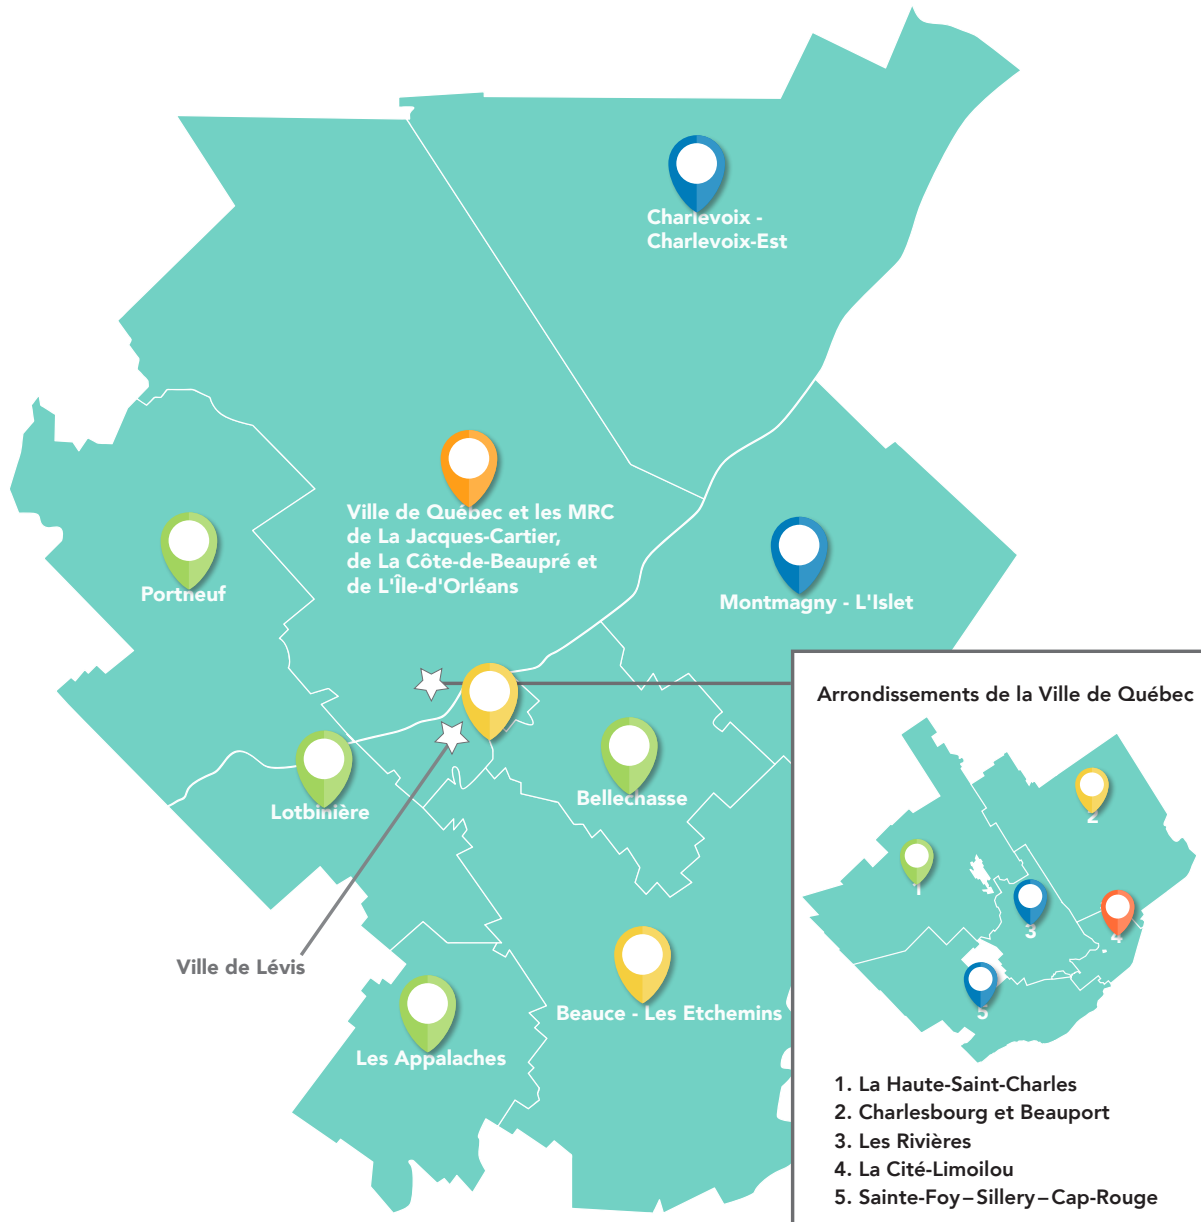 Charlevoix -
Charlevoix-Est
Ville de Québec et les MRC
de La Jacques-Cartier,
de La Côte-de-Beaupré et
de L'Île-d'Orléans
Portneuf
Montmagny - L'Islet
Lotbinière
Bellechasse
Ville de Lévis
Beauce - Les Etchemins
Les Appalaches
Arrondissements de la Ville de Québec
2
1
3
4
5
1. La Haute-Saint-Charles
2. Charlesbourg et Beauport
3. Les Rivières
4. La Cité-Limoilou
5. Sainte-Foy–Sillery–Cap-Rouge